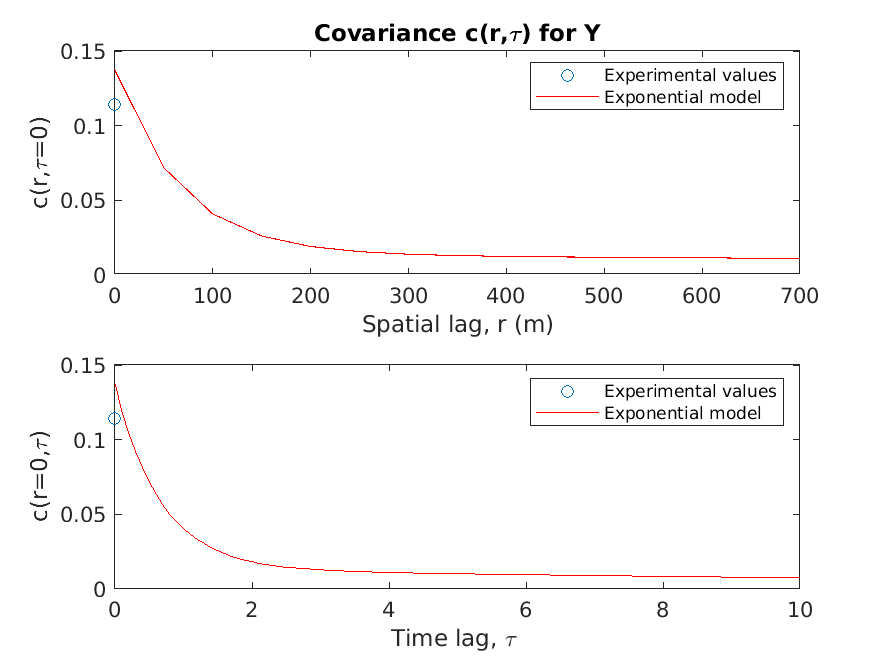 Covariance c(r,τ) for Y
0.15
0.1
0.05
0
c(r,τ=0)
Experimental values
Exponential model
0 100 200 300 400 500 600 700
Spatial lag, r (m)
0.15
0.1
0.05
0
c(r=0,τ)
Experimental values
Exponential model
0 2 4 6 8 10
Time lag, τ